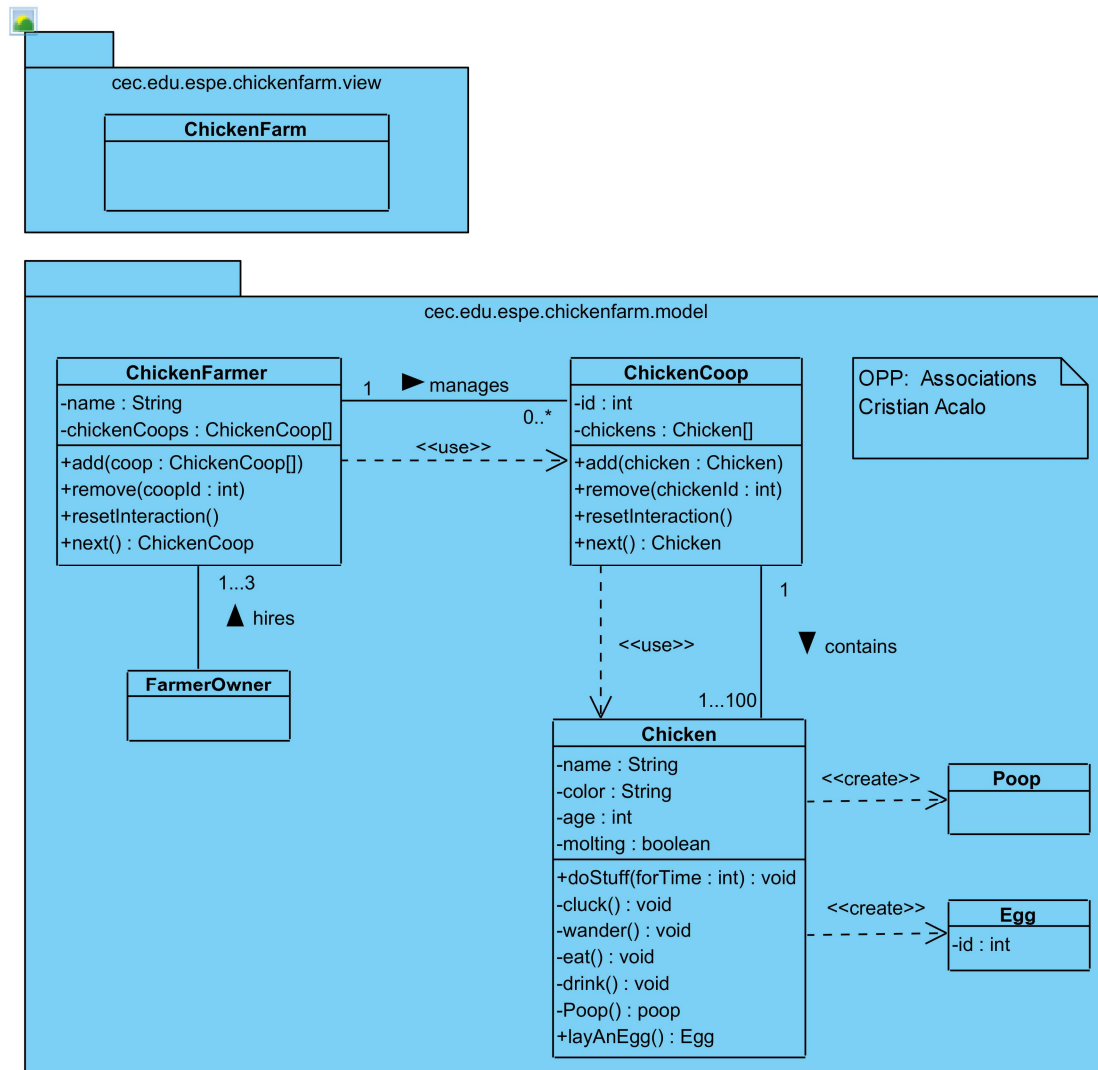 cec.edu.espe.chickenfarm.view
ChickenFarm
cec.edu.espe.chickenfarm.model
ChickenFarmer
-name : String
-chickenCoops : ChickenCoop[]
+add(coop : ChickenCoop[])
+remove(coopId : int)
+resetInteraction()
+next() : ChickenCoop
1
manages
0..*
<<use>>
ChickenCoop
-id : int
-chickens : Chicken[]
+add(chicken : Chicken)
+remove(chickenId : int)
+resetInteraction()
+next() : Chicken
OPP: Associations
Cristian Acalo
1...3
hires
FarmerOwner
<<use>>
1
contains
1...100
Chicken
-name : String
-color : String
-age : int
-molting : boolean
+doStuff(forTime : int) : void
-cluck() : void
-wander() : void
-eat() : void
-drink() : void
-Poop() : poop
+layAnEgg() : Egg
<<create>>
Poop
<<create>>
Egg
-id : int